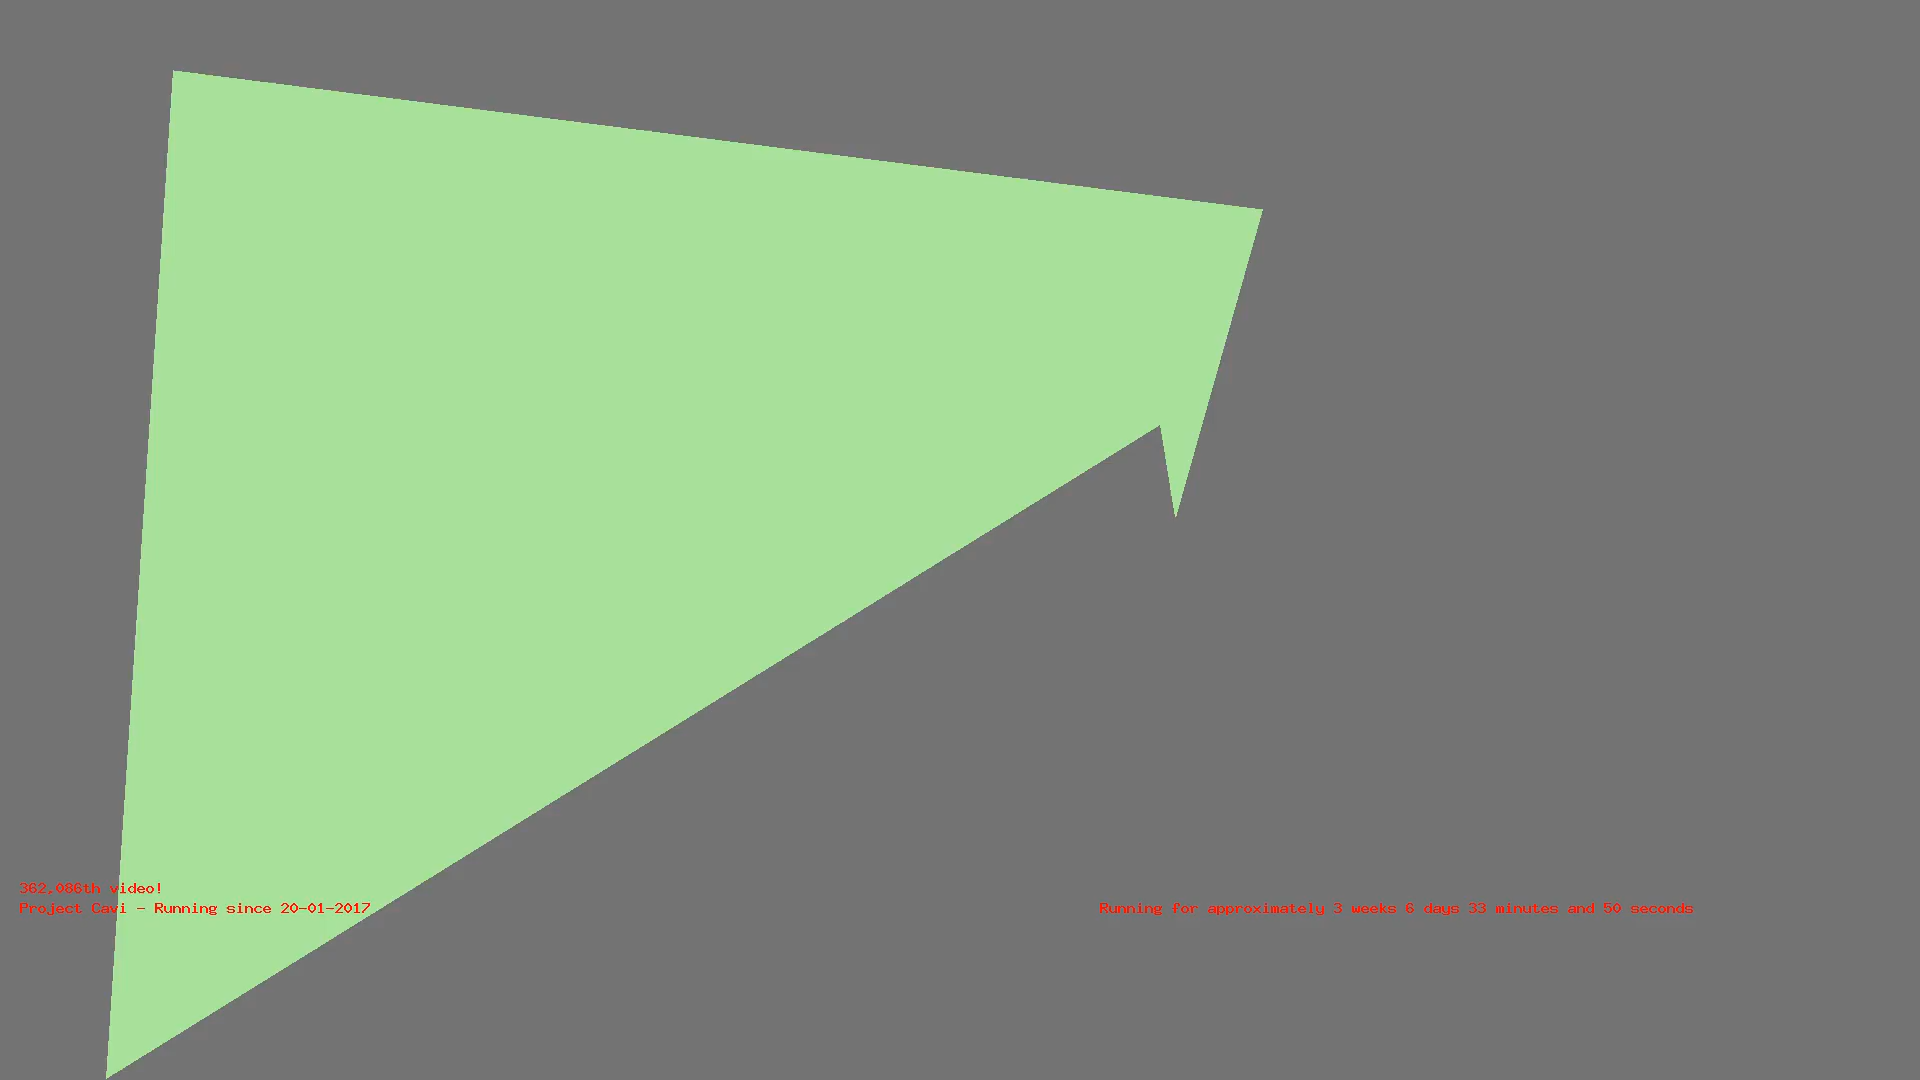 362,086th video!
Project Cavi - Running since 20-01-2017
Running for approximately 3 weeks 6 days 33 minutes and 50 seconds